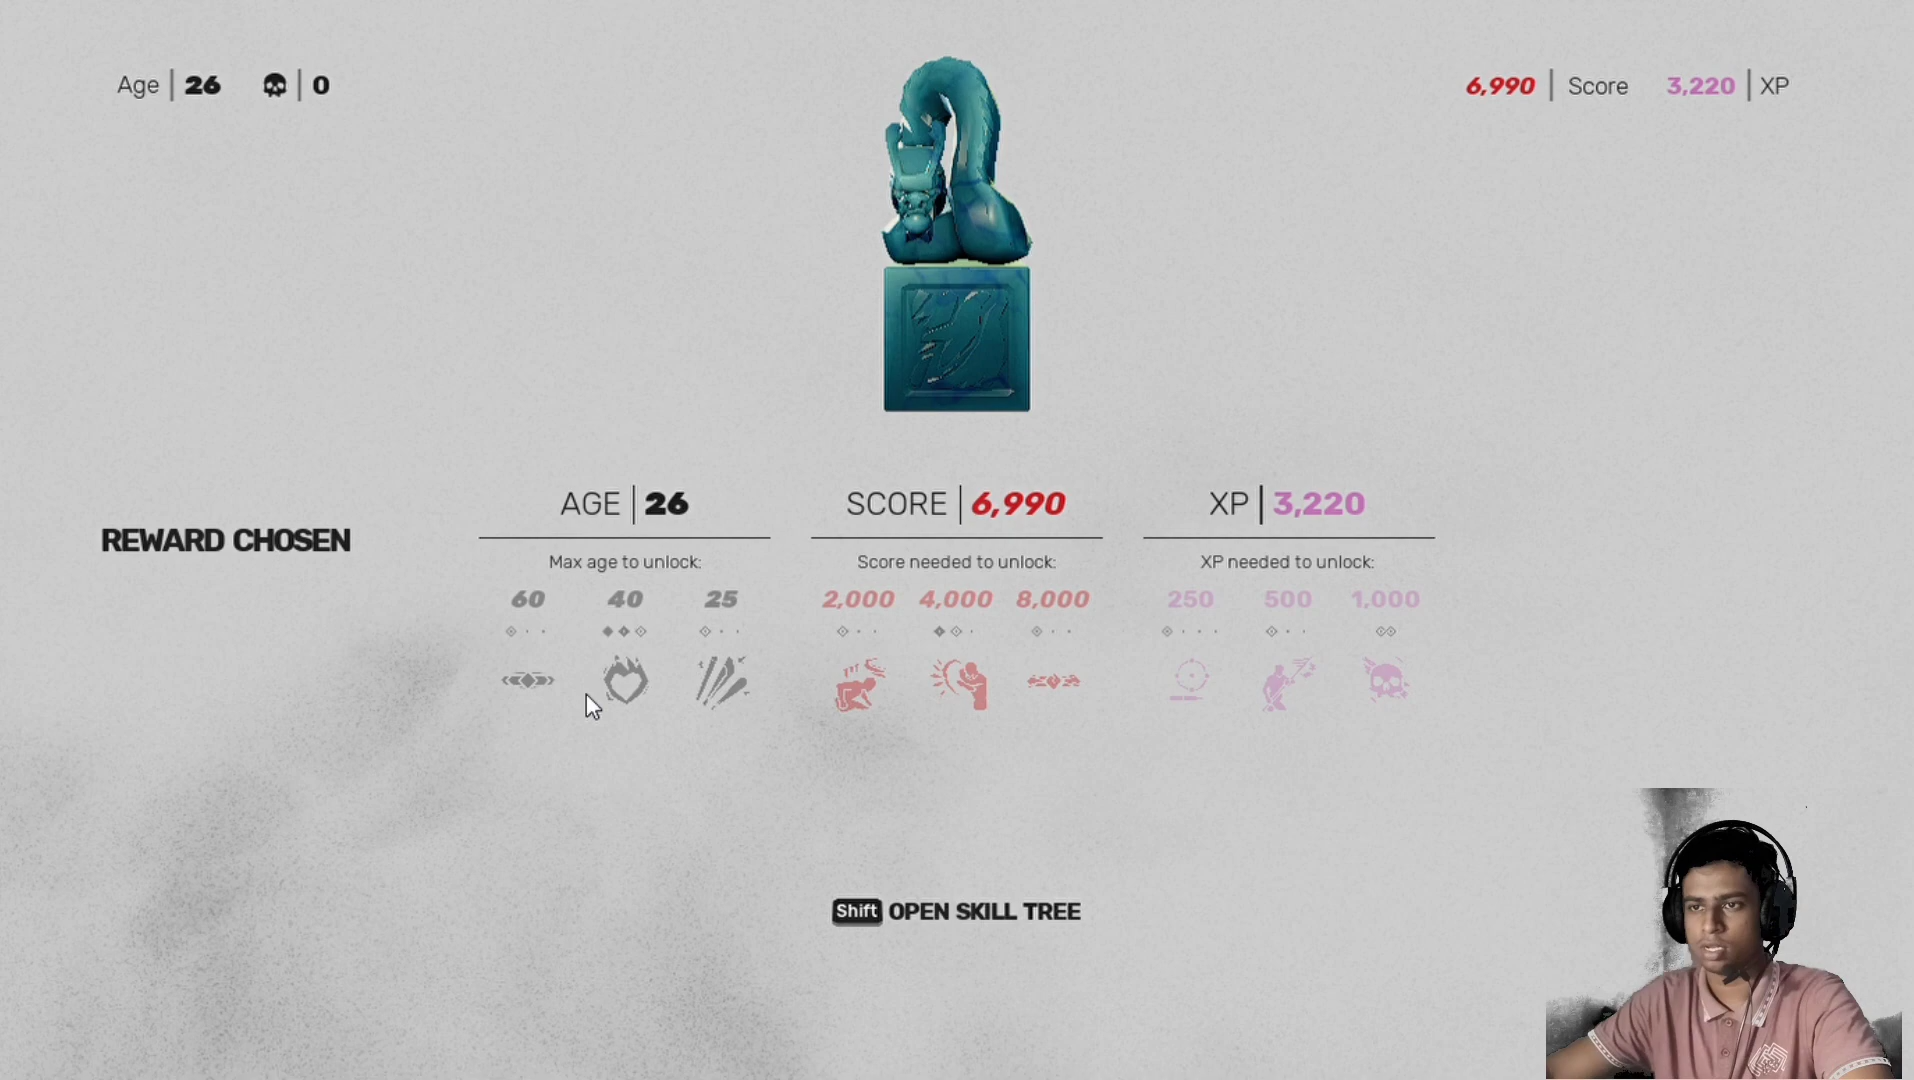 Age | 26 | 0
6,990 | Score 3,220 | XP
REWARD CHOSEN
AGE | 26
Max age to unlock:
60 40 25
SCORE | 6,990
Score needed to unlock:
2,000 4,000 8,000
XP | 3,220
XP needed to unlock:
250 500 1,000
Shift OPEN SKILL TREE